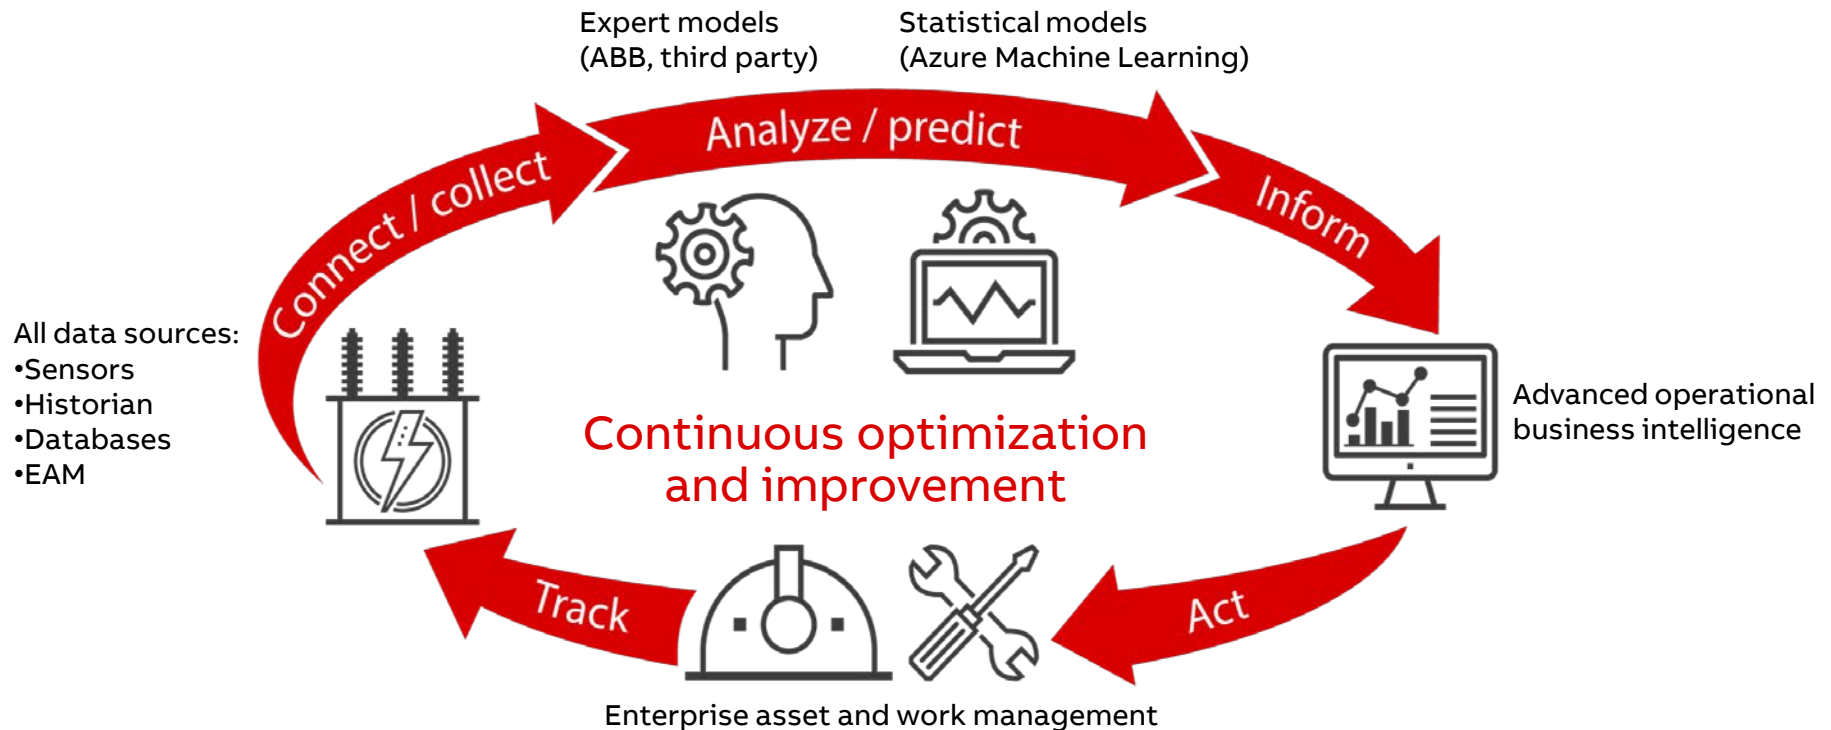 Expert models
(ABB, third party)
Statistical models
(Azure Machine Learning)
Connect / collect
Analyze / predict
Inform
All data sources:
•Sensors
•Historian
•Databases
•EAM
Continuous optimization
and improvement
Advanced operational
business intelligence
Track
Act
Enterprise asset and work management